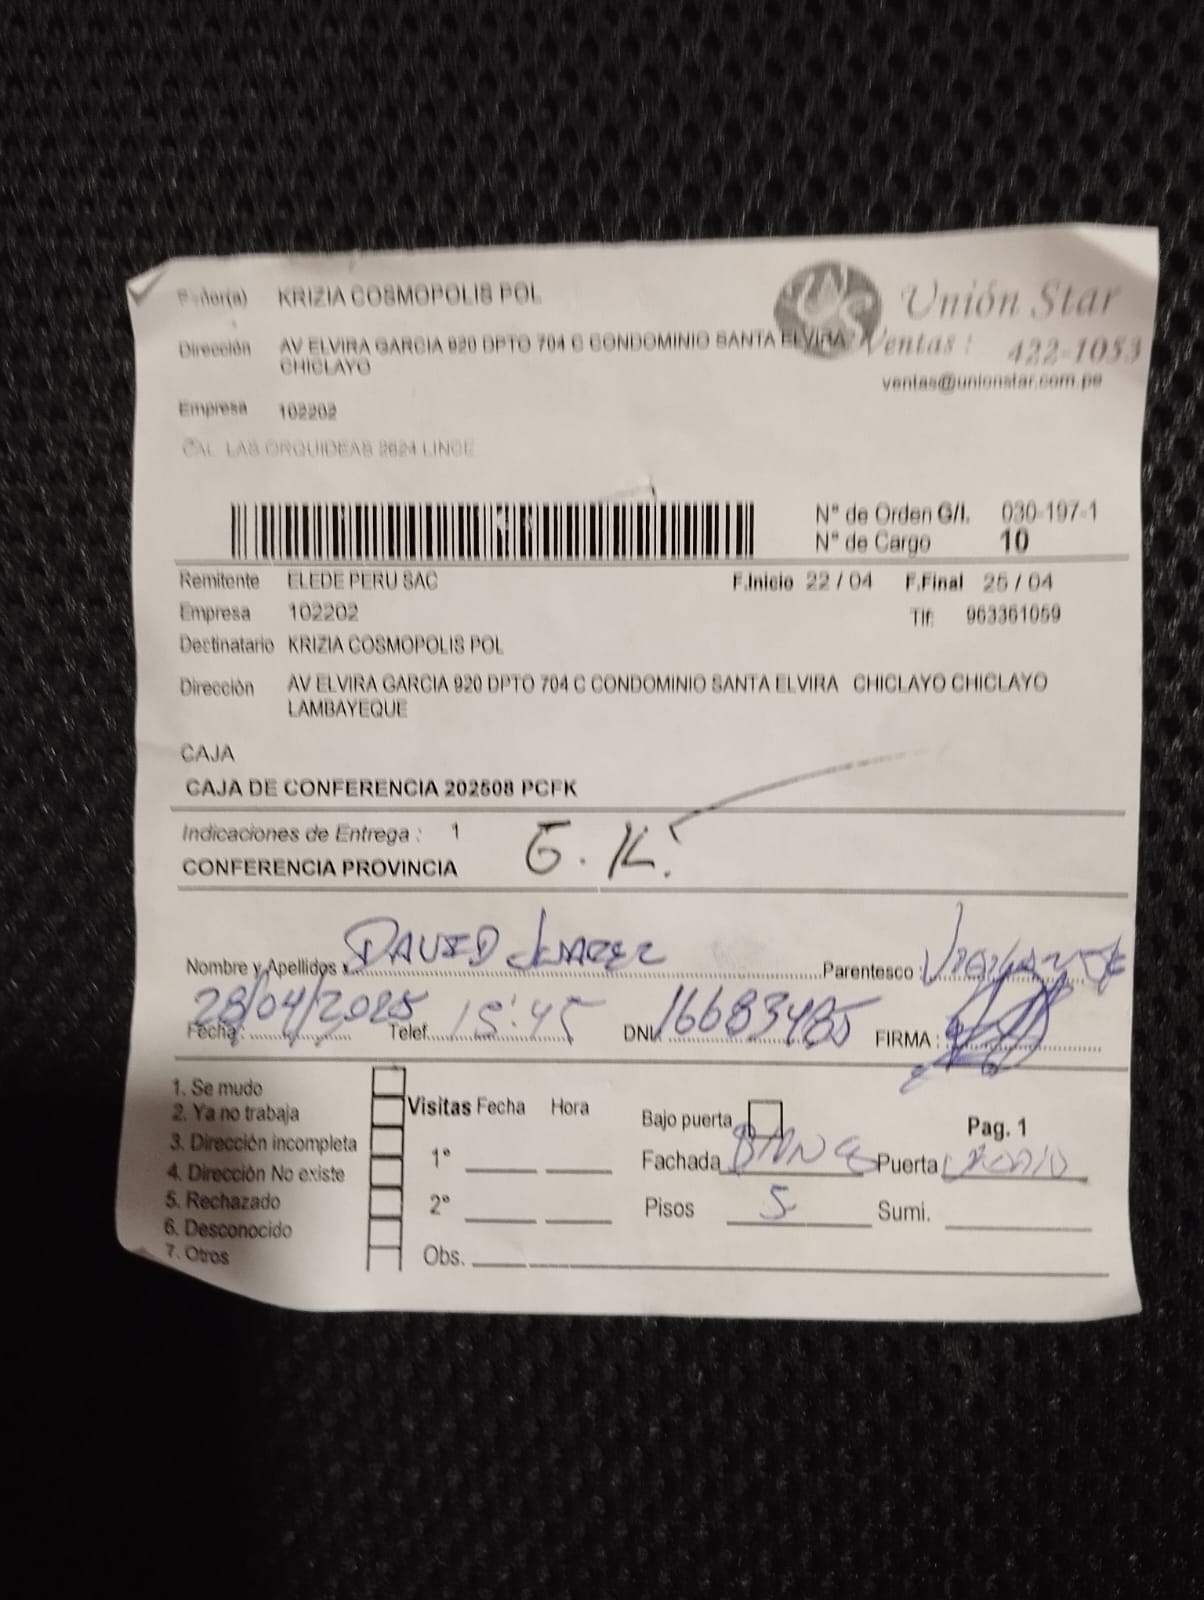 Señor(a) KRIZIA COSMOPOLIS POL
Unión Star
Dirección AV ELVIRA GARCIA 920 DPTO 704 C CONDOMINIO SANTA ELVIRA
CHICLAYO
Ventas: 422-1053
ventas@unionstar.com.pe
Empresa 102202
CAL LAS ORQUIDEAS 2624 LINCE
N° de Orden G/I. 030-197-1
N° de Cargo 10
Remitente ELEDE PERU SAC F.Inicio 22 / 04 F.Final 25 / 04
Empresa 102202 Tlf: 963361059
Destinatario KRIZIA COSMOPOLIS POL
Dirección AV ELVIRA GARCIA 920 DPTO 704 C CONDOMINIO SANTA ELVIRA CHICLAYO CHICLAYO
LAMBAYEQUE
CAJA
CAJA DE CONFERENCIA 202508 PCFK
Indicaciones de Entrega : 1
CONFERENCIA PROVINCIA
G. K.
Nombre y Apellidos DAVID Parentesco : VIGILANTE
Fecha: 28/04/2025 Telef. 15:45 DNI 16683485 FIRMA :
1. Se mudo
2. Ya no trabaja
3. Dirección incompleta
4. Dirección No existe
5. Rechazado
6. Desconocido
7. Otros
Visitas Fecha Hora
1°
2°
Obs.
Bajo puerta
Pag. 1
Fachada Puerta
Pisos 5 Sumi.